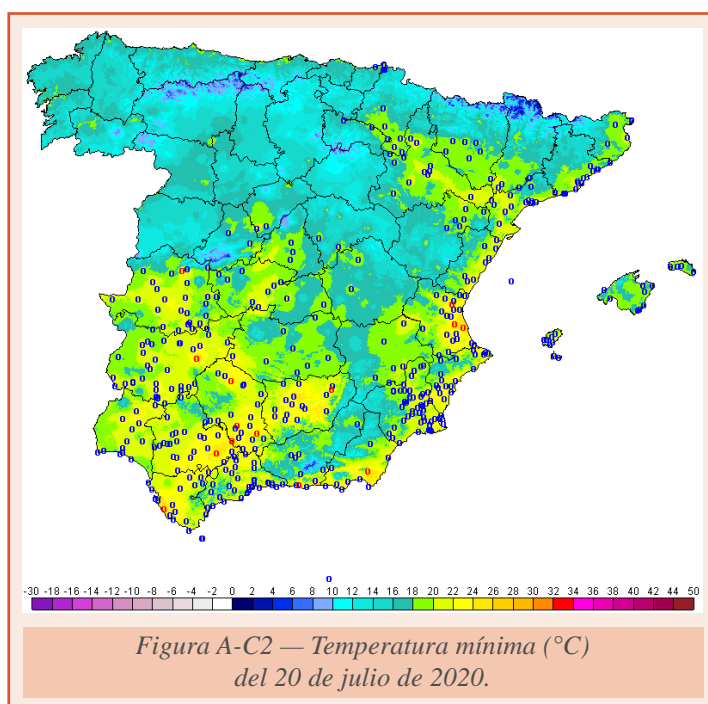 -30 -18 -16 -14 -12 -10 -8 -6 -4 -2 0 2 4 6 8 10 12 14 16 18 20 22 24 26 28 30 32 34 36 38 40 42 44 46 50
Figura A-C2 — Temperatura mínima (°C)
del 20 de julio de 2020.